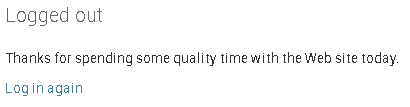 Logged out
Thanks for spending some quality time with the Web site today.
Log in again